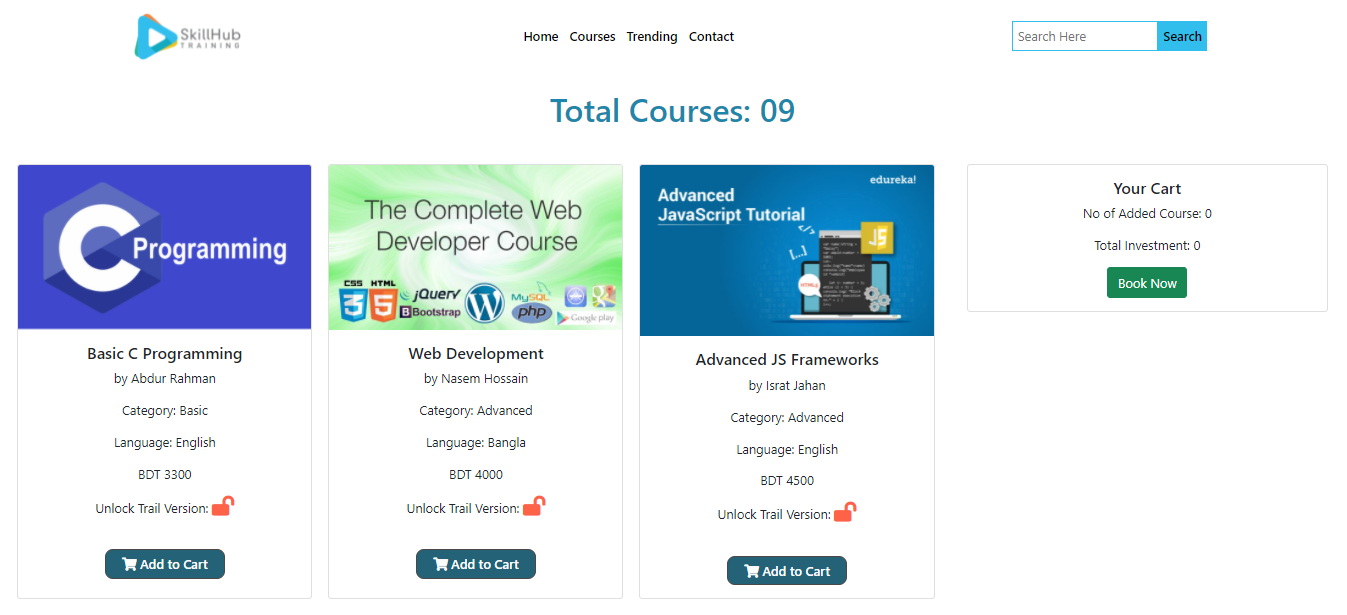 SkillHub
TRAINING
Home Courses Trending Contact
Search Here
Search
Total Courses: 09
C Programming
Basic C Programming
by Abdur Rahman
Category: Basic
Language: English
BDT 3300
Unlock Trail Version:
Add to Cart
The Complete Web
Developer Course
CSS HTML
3 5
jQuery
B Bootstrap
W
MySQL
php
Google play
Web Development
by Nasem Hossain
Category: Advanced
Language: Bangla
BDT 4000
Unlock Trail Version:
Add to Cart
edureka!
Advanced
JavaScript Tutorial
JS
HTML5
Advanced JS Frameworks
by Israt Jahan
Category: Advanced
Language: English
BDT 4500
Unlock Trail Version:
Add to Cart
Your Cart
No of Added Course: 0
Total Investment: 0
Book Now